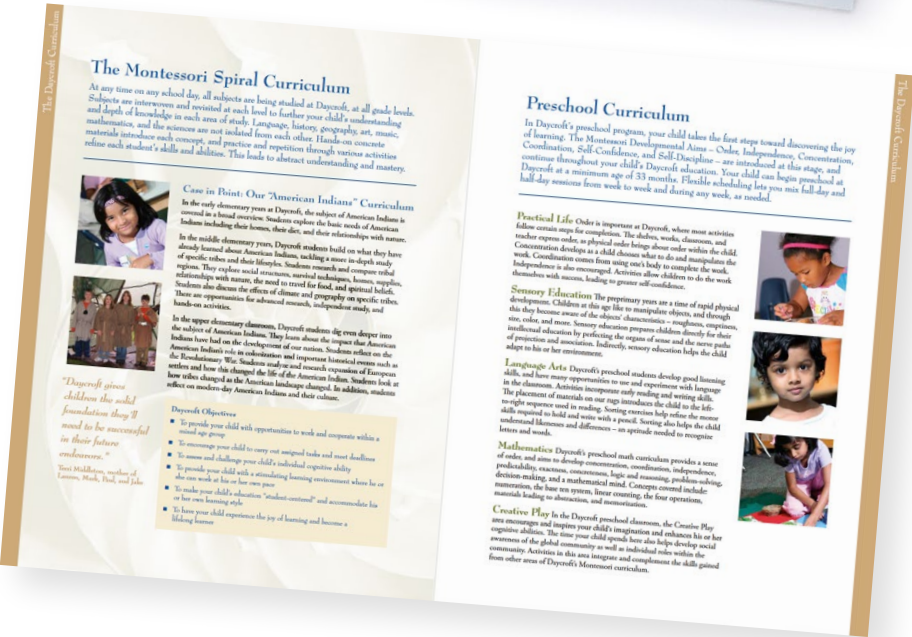 The Daycroft Curriculum
The Montessori Spiral Curriculum
At any time on any school day, all subjects are being studied at Daycroft, at all grade levels.
Subjects are interwoven and revisited at each level to further your child's understanding
and depth of knowledge in each area of study. Language, history, geography, art, music,
mathematics, and the sciences are not isolated from each other. Hands-on concrete
materials introduce each concept, and practice and repetition through various activities
refine each student's skills and abilities. This leads to abstract understanding and mastery.
Case in Point: Our "American Indians" Curriculum
In the early elementary years at Daycroft, the subject of American Indians is
covered in a broad overview. Students explore the basic needs of American
Indians including their homes, their diet, and their relationships with nature.
In the middle elementary years, Daycroft students build on what they have
already learned about American Indians, tackling a more in-depth study
of specific tribes and their lifestyles. Students research and compare tribal
regions. They explore social structures, survival techniques, homes, supplies,
relationships with nature, the need to travel for food, and spiritual beliefs.
Students also discuss the effects of climate and geography on specific tribes.
There are opportunities for advanced research, independent study, and
hands-on activities.
In the upper elementary classroom, Daycroft students dig even deeper into
the subject of American Indians. They learn about the impact that American
Indians have had on the development of our nation. Students reflect on the
American Indian's role in colonization and important historical events such as
the Revolutionary War. Students analyze and research expansion of European
settlers and how this changed the life of the American Indian. Students look at
how tribes changed as the American landscape changed. In addition, students
reflect on modern-day American Indians and their culture.
"Daycroft gives
children the solid
foundation they'll
need to be successful
in their future
endeavors."
Terri Middleton, mother of
Lauren, Mark, Paul, and Jake
Daycroft Objectives
To provide your child with opportunities to work and cooperate within a
mixed age group
To encourage your child to carry out assigned tasks and meet deadlines
To assess and challenge your child's individual cognitive ability
To provide your child with a stimulating learning environment where he or
she can work at his or her own pace
To make your child's education "student-centered" and accommodate his
or her own learning style
To have your child experience the joy of learning and become a
lifelong learner
The Daycroft Curriculum
Preschool Curriculum
In Daycroft's preschool program, your child takes the first steps toward discovering the joy
of learning. The Montessori Developmental Aims – Order, Independence, Concentration,
Coordination, Self-Confidence, and Self-Discipline – are introduced at this stage, and
continue throughout your child's Daycroft education. Your child can begin preschool at
Daycroft at a minimum age of 33 months. Flexible scheduling lets you mix full-day and
half-day sessions from week to week and during any week, as needed.
Practical Life Order is important at Daycroft, where most activities
follow certain steps for completion. The shelves, works, classroom, and
teacher express order, as physical order brings about order within the child.
Concentration develops as a child chooses what to do and manipulates the
work. Coordination comes from using one's body to complete the work.
Independence is also encouraged. Activities allow children to do the work
themselves with success, leading to greater self-confidence.
Sensory Education The preprimary years are a time of rapid physical
development. Children at this age like to manipulate objects, and through
this they become aware of the objects' characteristics – roughness, emptiness,
size, color, and more. Sensory education prepares children directly for their
intellectual education by perfecting the organs of sense and the nerve paths
of projection and association. Indirectly, sensory education helps the child
adapt to his or her environment.
Language Arts Daycroft's preschool students develop good listening
skills, and have many opportunities to use and experiment with language
in the classroom. Activities incorporate early reading and writing skills.
The placement of materials on our rugs introduces the child to the left-
to-right sequence used in reading. Sorting exercises help refine the motor
skills required to hold and write with a pencil. Sorting also helps the child
understand likenesses and differences – an aptitude needed to recognize
letters and words.
Mathematics Daycroft's preschool math curriculum provides a sense
of order, and aims to develop concentration, coordination, independence,
predictability, exactness, concreteness, logic and reasoning, problem-solving,
decision-making, and a mathematical mind. Concepts covered include:
numeration, the base ten system, linear counting, the four operations,
materials leading to abstraction, and memorization.
Creative Play In the Daycroft preschool classroom, the Creative Play
area encourages and inspires your child's imagination and enhances his or her
cognitive abilities. The time your child spends here also helps develop social
awareness of the global community as well as individual roles within the
community. Activities in this area integrate and complement the skills gained
from other areas of Daycroft's Montessori curriculum.